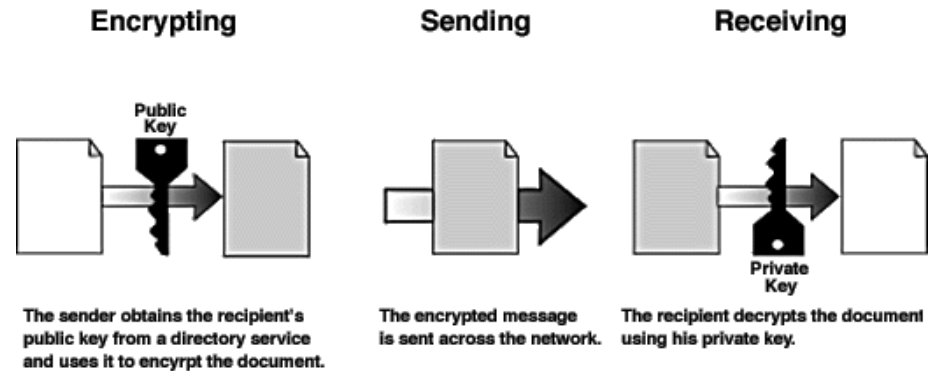 Encrypting
Sending
Receiving
Public
Key
Private
Key
The sender obtains the recipient's
public key from a directory service
and uses it to encyrpt the document.
The encrypted message
is sent across the network.
The recipient decrypts the document
using his private key.